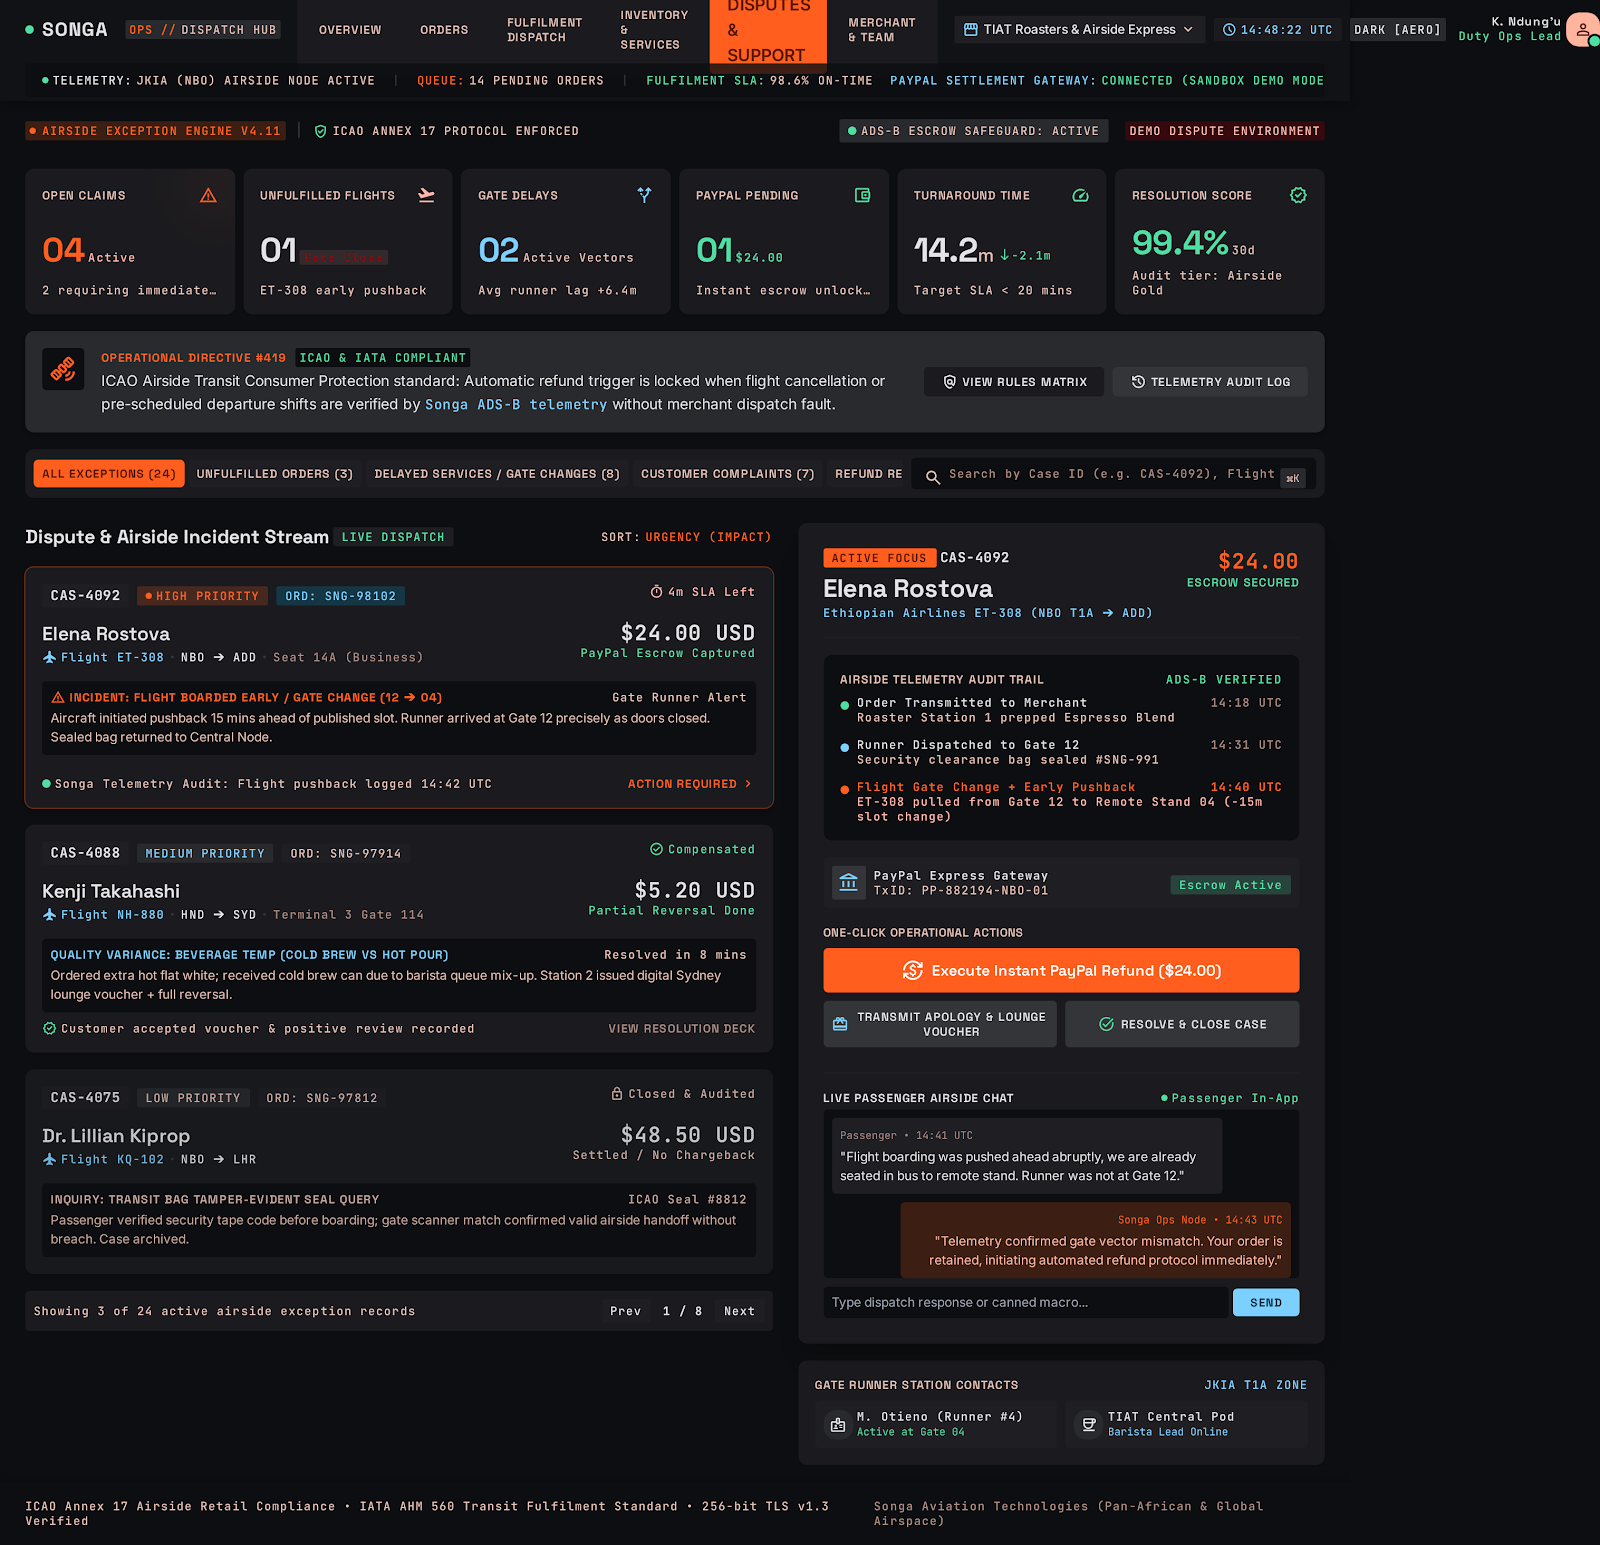 SONGA
OPS // DISPATCH HUB
OVERVIEW
ORDERS
FULFILMENT
DISPATCH
INVENTORY
&
SERVICES
DISPUTES
&
SUPPORT
MERCHANT
& TEAM
TIAT Roasters & Airside Express
14:48:22 UTC
DARK [AERO]
K. Ndung'u
Duty Ops Lead
TELEMETRY: JKIA (NBO) AIRSIDE NODE ACTIVE
QUEUE: 14 PENDING ORDERS
FULFILMENT SLA: 98.6% ON-TIME
PAYPAL SETTLEMENT GATEWAY: CONNECTED (SANDBOX DEMO MODE
AIRSIDE EXCEPTION ENGINE V4.11
ICAO ANNEX 17 PROTOCOL ENFORCED
ADS-B ESCROW SAFEGUARD: ACTIVE
DEMO DISPUTE ENVIRONMENT
OPEN CLAIMS
04 Active
2 requiring immediate…
UNFULFILLED FLIGHTS
01
ET-308 early pushback
GATE DELAYS
02 Active Vectors
Avg runner lag +6.4m
PAYPAL PENDING
01 $24.00
Instant escrow unlock…
TURNAROUND TIME
14.2m ↓-2.1m
Target SLA < 20 mins
RESOLUTION SCORE
99.4% 30d
Audit tier: Airside
Gold
OPERATIONAL DIRECTIVE #419 ICAO & IATA COMPLIANT
ICAO Airside Transit Consumer Protection standard: Automatic refund trigger is locked when flight cancellation or
pre-scheduled departure shifts are verified by Songa ADS-B telemetry without merchant dispatch fault.
VIEW RULES MATRIX
TELEMETRY AUDIT LOG
ALL EXCEPTIONS (24)
UNFULFILLED ORDERS (3)
DELAYED SERVICES / GATE CHANGES (8)
CUSTOMER COMPLAINTS (7)
REFUND RE
Search by Case ID (e.g. CAS-4092), Flight
⌘K
Dispute & Airside Incident Stream LIVE DISPATCH
SORT: URGENCY (IMPACT)
CAS-4092 HIGH PRIORITY ORD: SNG-98102
4m SLA Left
Elena Rostova
$24.00 USD
Flight ET-308 · NBO → ADD · Seat 14A (Business)
PayPal Escrow Captured
INCIDENT: FLIGHT BOARDED EARLY / GATE CHANGE (12 → 04)
Gate Runner Alert
Aircraft initiated pushback 15 mins ahead of published slot. Runner arrived at Gate 12 precisely as doors closed.
Sealed bag returned to Central Node.
Songa Telemetry Audit: Flight pushback logged 14:42 UTC
ACTION REQUIRED >
CAS-4088 MEDIUM PRIORITY ORD: SNG-97914
Compensated
Kenji Takahashi
$5.20 USD
Flight NH-880 · HND → SYD · Terminal 3 Gate 114
Partial Reversal Done
QUALITY VARIANCE: BEVERAGE TEMP (COLD BREW VS HOT POUR)
Resolved in 8 mins
Ordered extra hot flat white; received cold brew can due to barista queue mix-up. Station 2 issued digital Sydney
lounge voucher + full reversal.
Customer accepted voucher & positive review recorded
VIEW RESOLUTION DECK
CAS-4075 LOW PRIORITY ORD: SNG-97812
Closed & Audited
Dr. Lillian Kiprop
$48.50 USD
Flight KQ-102 · NBO → LHR
Settled / No Chargeback
INQUIRY: TRANSIT BAG TAMPER-EVIDENT SEAL QUERY
ICAO Seal #8812
Passenger verified security tape code before boarding; gate scanner match confirmed valid airside handoff without
breach. Case archived.
Showing 3 of 24 active airside exception records
Prev 1 / 8 Next
ACTIVE FOCUS CAS-4092
$24.00
Elena Rostova
ESCROW SECURED
Ethiopian Airlines ET-308 (NBO T1A → ADD)
AIRSIDE TELEMETRY AUDIT TRAIL
ADS-B VERIFIED
Order Transmitted to Merchant
14:18 UTC
Roaster Station 1 prepped Espresso Blend
Runner Dispatched to Gate 12
14:31 UTC
Security clearance bag sealed #SNG-991
Flight Gate Change + Early Pushback
14:40 UTC
ET-308 pulled from Gate 12 to Remote Stand 04 (-15m
slot change)
PayPal Express Gateway
TxID: PP-882194-NBO-01
Escrow Active
ONE-CLICK OPERATIONAL ACTIONS
Execute Instant PayPal Refund ($24.00)
TRANSMIT APOLOGY & LOUNGE
VOUCHER
RESOLVE & CLOSE CASE
LIVE PASSENGER AIRSIDE CHAT
Passenger In-App
Passenger • 14:41 UTC
"Flight boarding was pushed ahead abruptly, we are already
seated in bus to remote stand. Runner was not at Gate 12."
Songa Ops Node • 14:43 UTC
"Telemetry confirmed gate vector mismatch. Your order is
retained, initiating automated refund protocol immediately."
Type dispatch response or canned macro...
SEND
GATE RUNNER STATION CONTACTS
JKIA T1A ZONE
M. Otieno (Runner #4)
Active at Gate 04
TIAT Central Pod
Barista Lead Online
ICAO Annex 17 Airside Retail Compliance • IATA AHM 560 Transit Fulfilment Standard • 256-bit TLS v1.3
Verified
Songa Aviation Technologies (Pan-African & Global
Airspace)